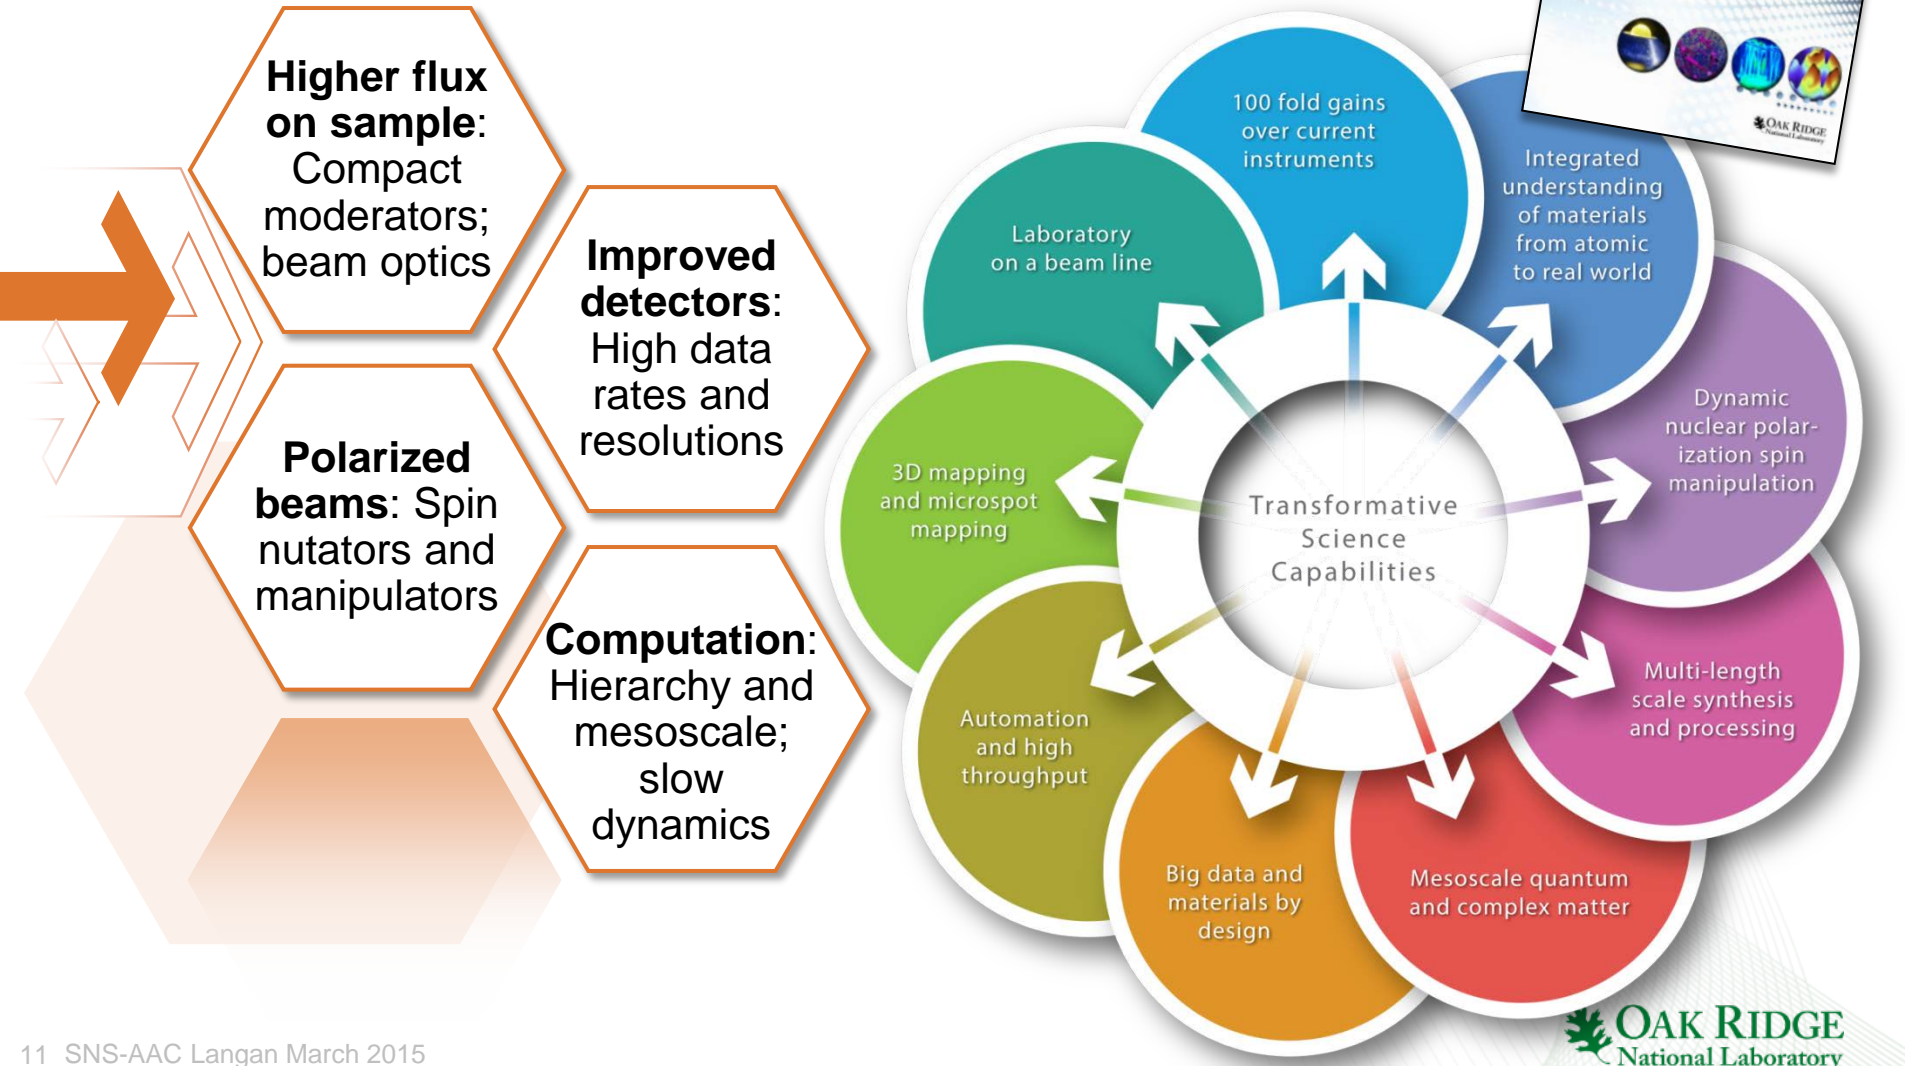 Higher flux
on sample:
Compact
moderators;
beam optics
Improved
detectors:
High data
rates and
resolutions
Polarized
beams: Spin
nutators and
manipulators
Computation:
Hierarchy and
mesoscale;
slow
dynamics
Transformative
Science
Capabilities
100 fold gains
over current
instruments
Integrated
understanding
of materials
from atomic
to real world
Dynamic
nuclear polar-
ization spin
manipulation
Multi-length
scale synthesis
and processing
Mesoscale quantum
and complex matter
Big data and
materials by
design
Automation
and high
throughput
3D mapping
and microspot
mapping
Laboratory
on a beam line
OAK RIDGE
National Laboratory
11 SNS-AAC Langan March 2015
OAK RIDGE
National Laboratory